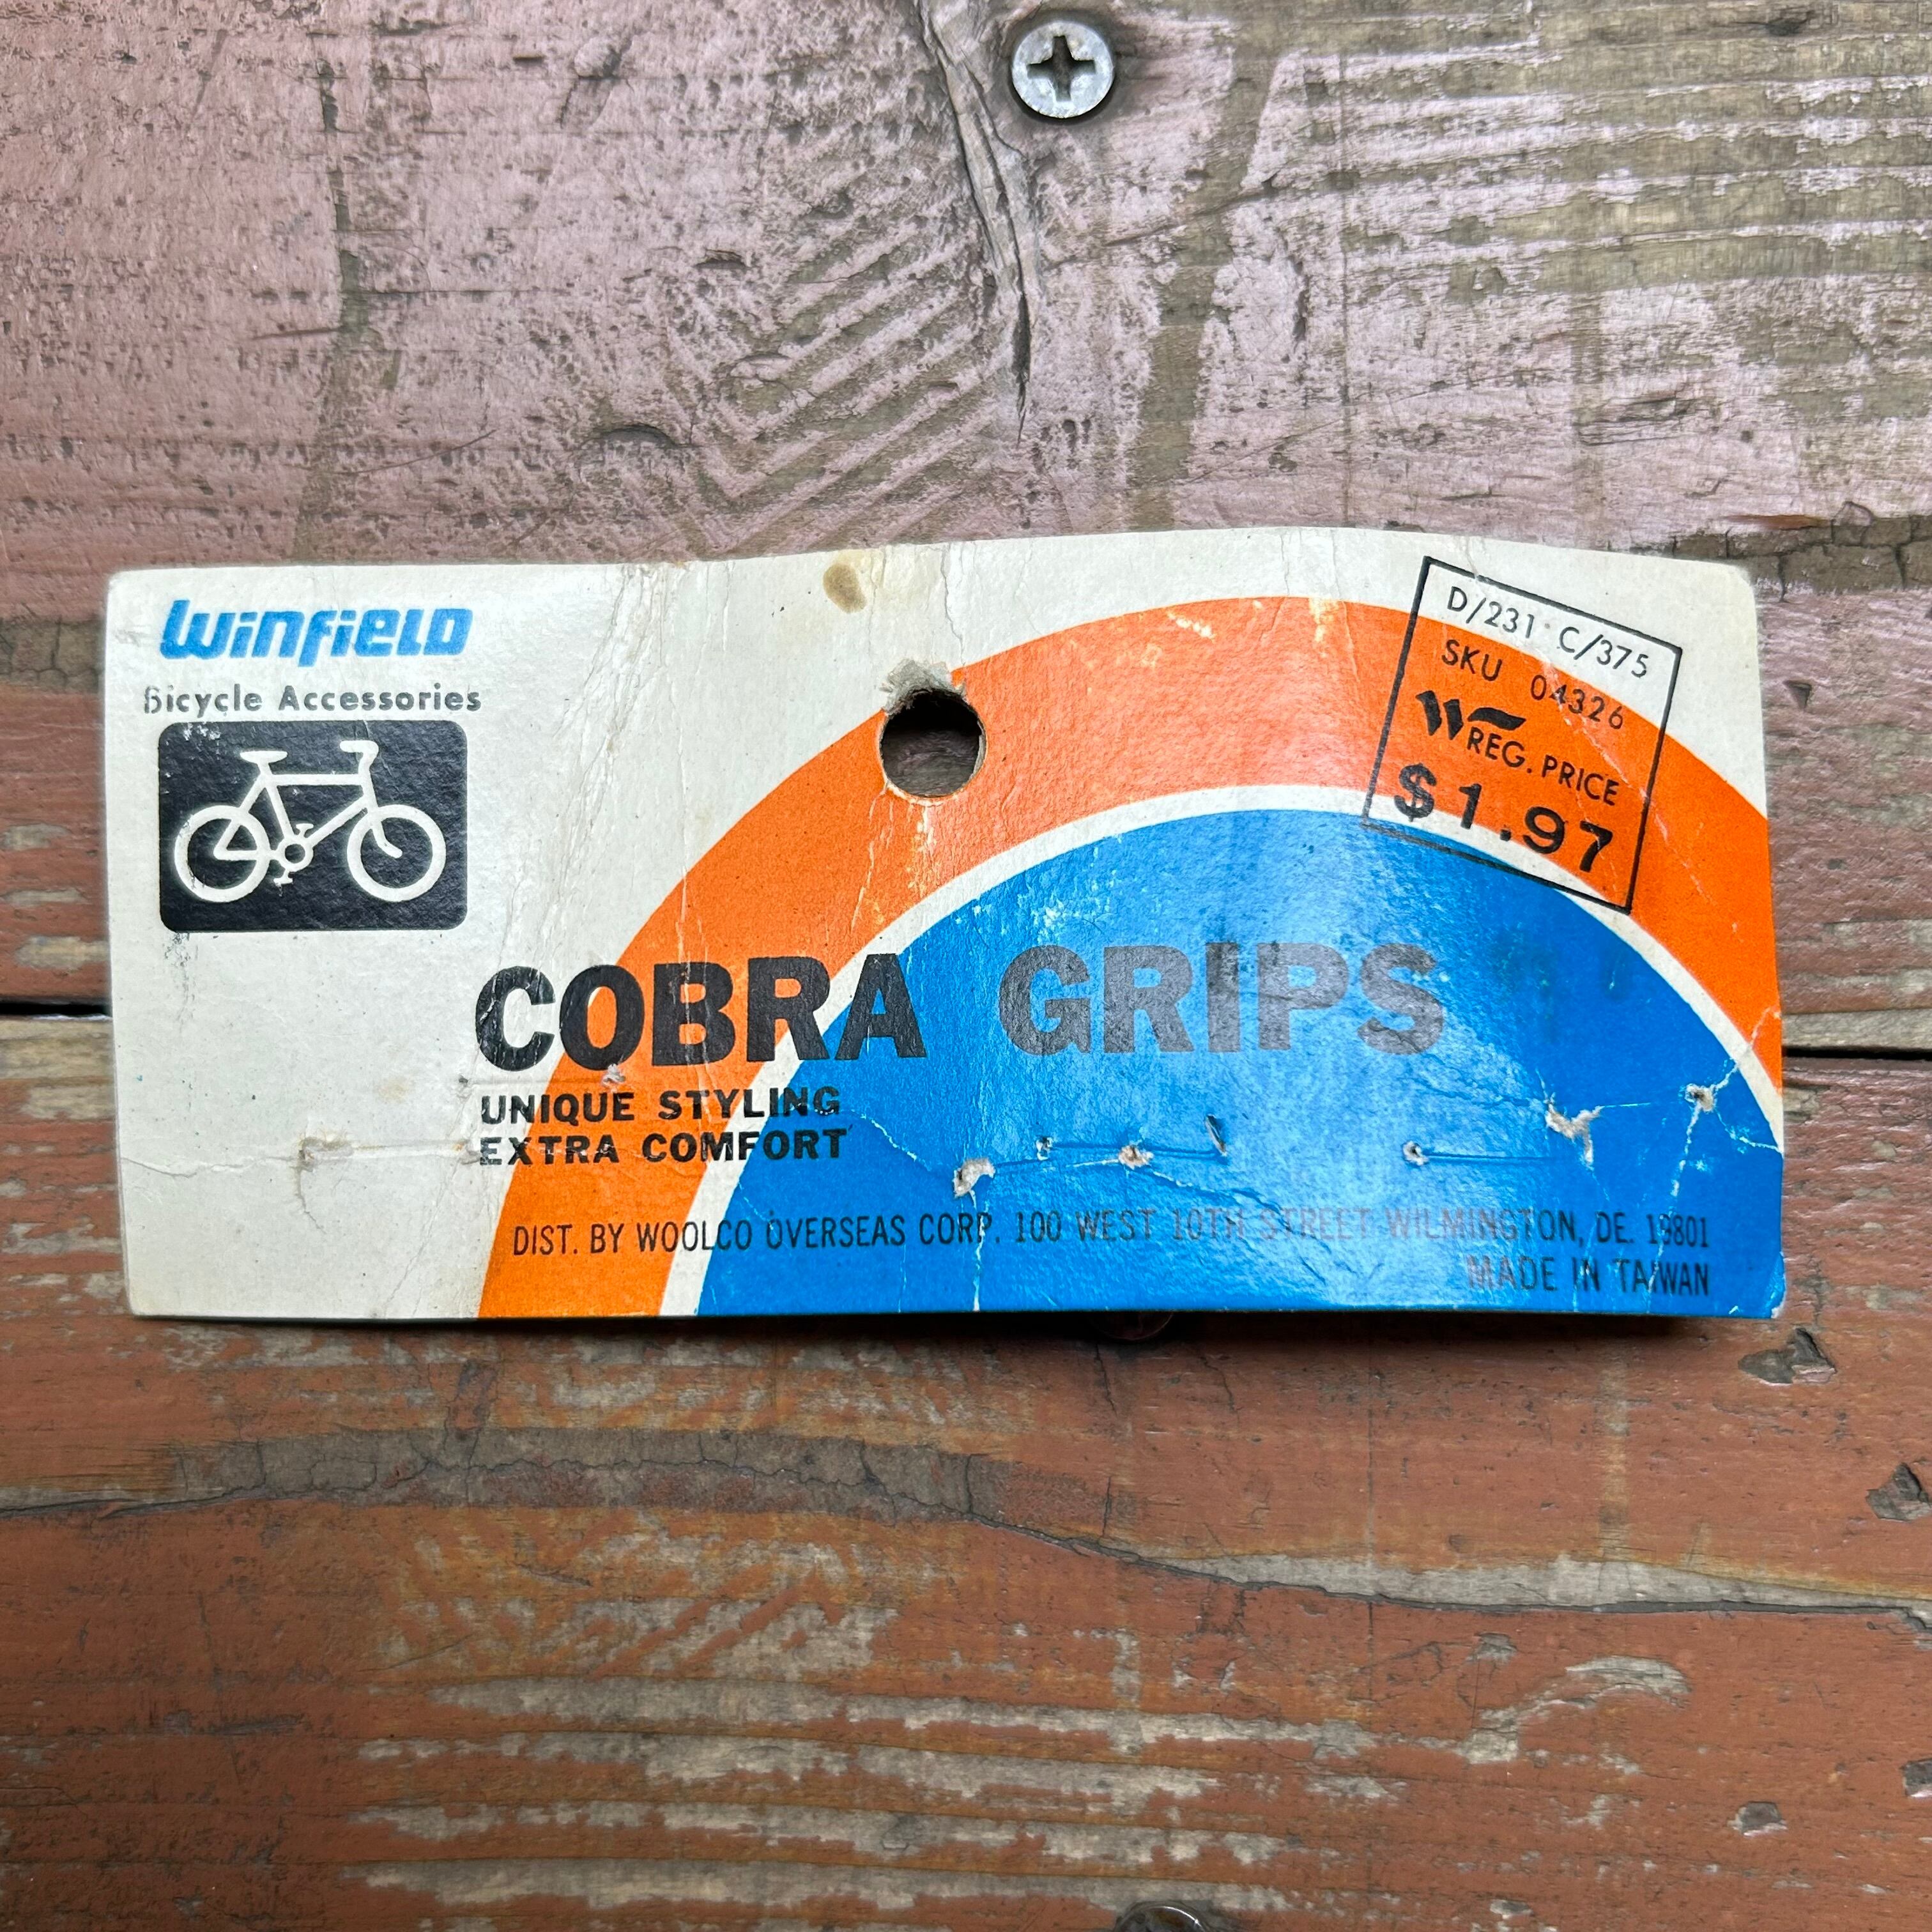 Winfield
Bicycle Accessories
D/231 C/375
SKU 04326
W REG. PRICE
$1.97
COBRA GRIPS
UNIQUE STYLING
EXTRA COMFORT
DIST. BY WOOLCO OVERSEAS CORP. 100 WEST 10TH STREET WILMINGTON, DE. 19801
MADE IN TAIWAN